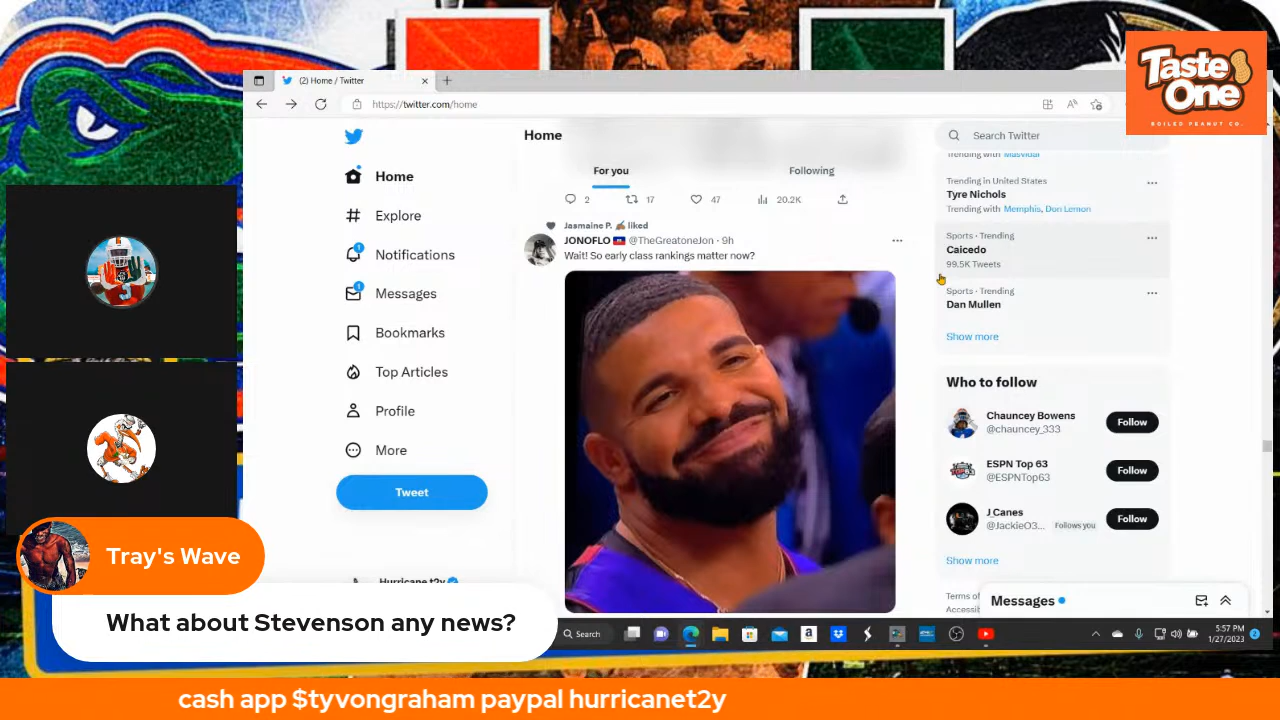 Taste
One
BOILED PEANUT CO.
(2) Home / Twitter
https://twitter.com/home
Home
Explore
Notifications
1
Messages
1
Bookmarks
Top Articles
Profile
More
Tweet
Hurricane t2y
Home
For you
Following
2
17
47
20.2K
Jasmaine P. ✍🏾 liked
JONOFLO 🇭🇹 @TheGreatoneJon · 9h
Wait! So early class rankings matter now?
Search Twitter
Trending with Masvidal
Trending in United States
Tyre Nichols
Trending with Memphis, Don Lemon
Sports · Trending
Caicedo
99.5K Tweets
Sports · Trending
Dan Mullen
Show more
Who to follow
Chauncey Bowens
@chauncey_333
Follow
ESPN Top 63
@ESPNTop63
Follow
J Canes
@JackieO3... Follows you
Follow
Show more
Terms of
Messages
Search
5:57 PM
1/27/2023
2
Tray's Wave
What about Stevenson any news?
cash app $tyvongraham paypal hurricanet2y